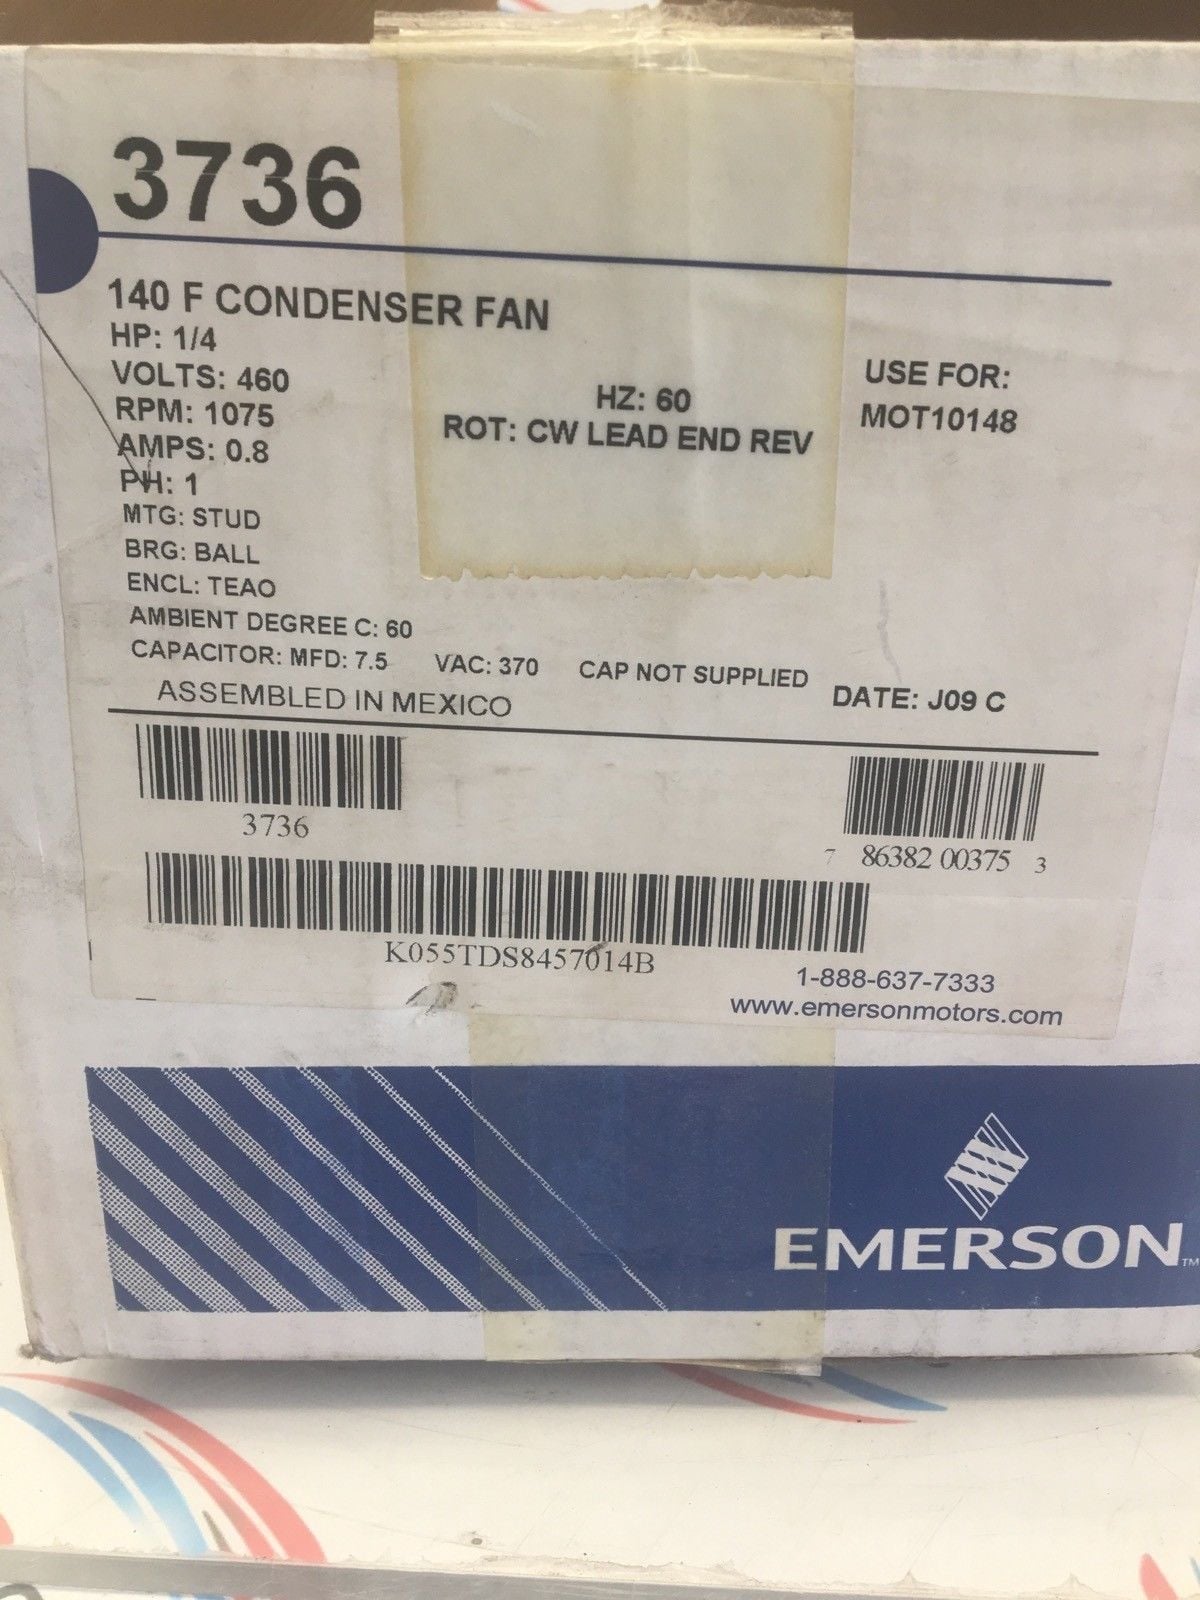 3736
140 F CONDENSER FAN
HP: 1/4
VOLTS: 460
RPM: 1075
AMPS: 0.8
PH: 1
MTG: STUD
BRG: BALL
ENCL: TEAO
AMBIENT DEGREE C: 60
CAPACITOR: MFD: 7.5 VAC: 370 CAP NOT SUPPLIED
ASSEMBLED IN MEXICO
HZ: 60
ROT: CW LEAD END REV
USE FOR:
MOT10148
DATE: J09 C
3736
7 86382 00375 3
K055TDS8457014B
1-888-637-7333
www.emersonmotors.com
EMERSON™